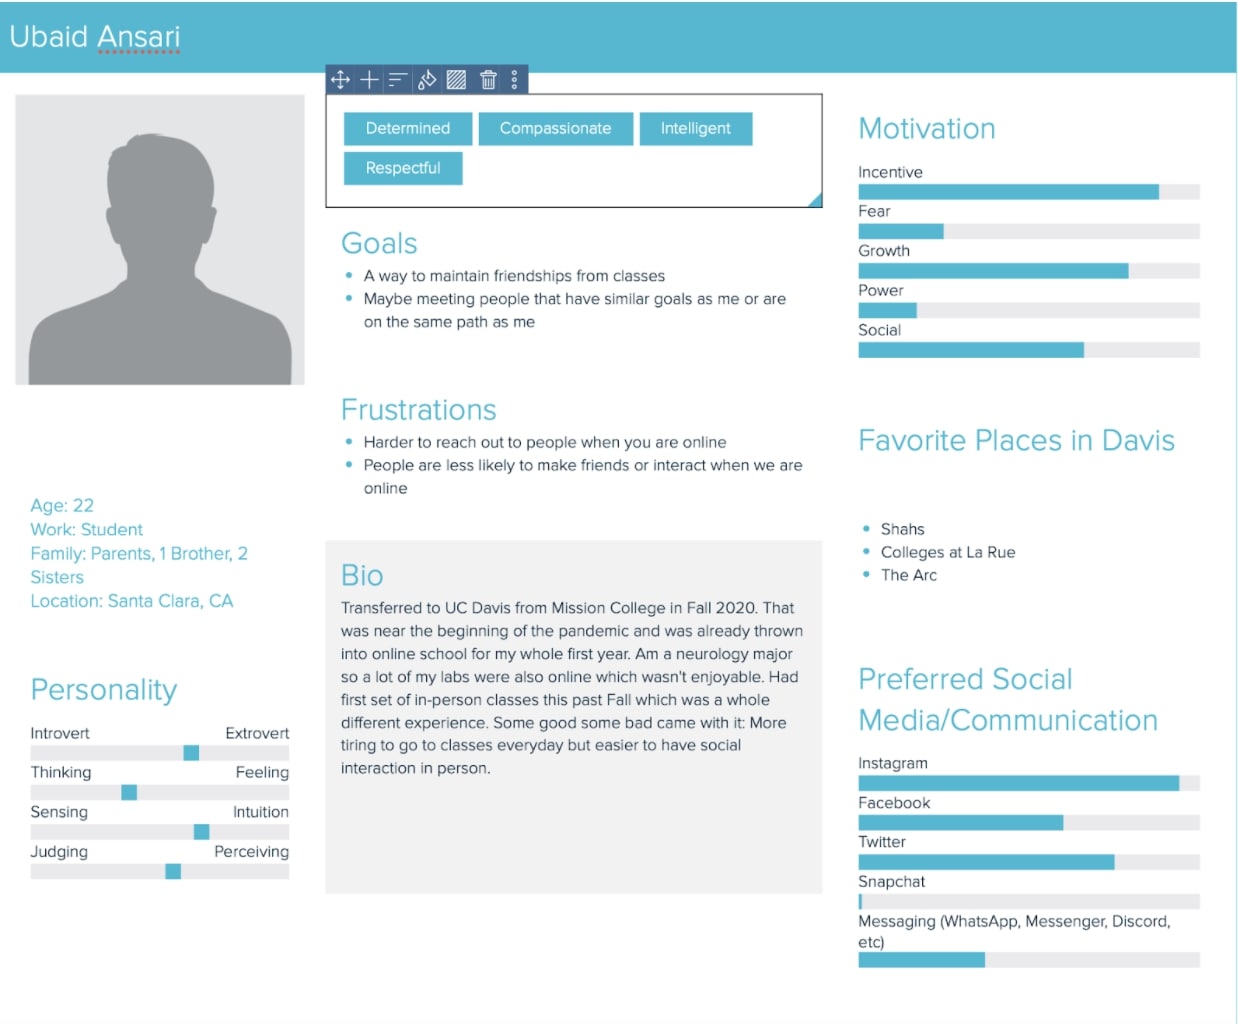 Ubaid Ansari
Determined
Compassionate
Intelligent
Respectful
Goals
A way to maintain friendships from classes
Maybe meeting people that have similar goals as me or are
on the same path as me
Frustrations
Harder to reach out to people when you are online
People are less likely to make friends or interact when we are
online
Bio
Transferred to UC Davis from Mission College in Fall 2020. That
was near the beginning of the pandemic and was already thrown
into online school for my whole first year. Am a neurology major
so a lot of my labs were also online which wasn't enjoyable. Had
first set of in-person classes this past Fall which was a whole
different experience. Some good some bad came with it: More
tiring to go to classes everyday but easier to have social
interaction in person.
Age: 22
Work: Student
Family: Parents, 1 Brother, 2
Sisters
Location: Santa Clara, CA
Personality
Introvert Extrovert
Thinking Feeling
Sensing Intuition
Judging Perceiving
Motivation
Incentive
Fear
Growth
Power
Social
Favorite Places in Davis
Shahs
Colleges at La Rue
The Arc
Preferred Social
Media/Communication
Instagram
Facebook
Twitter
Snapchat
Messaging (WhatsApp, Messenger, Discord,
etc)